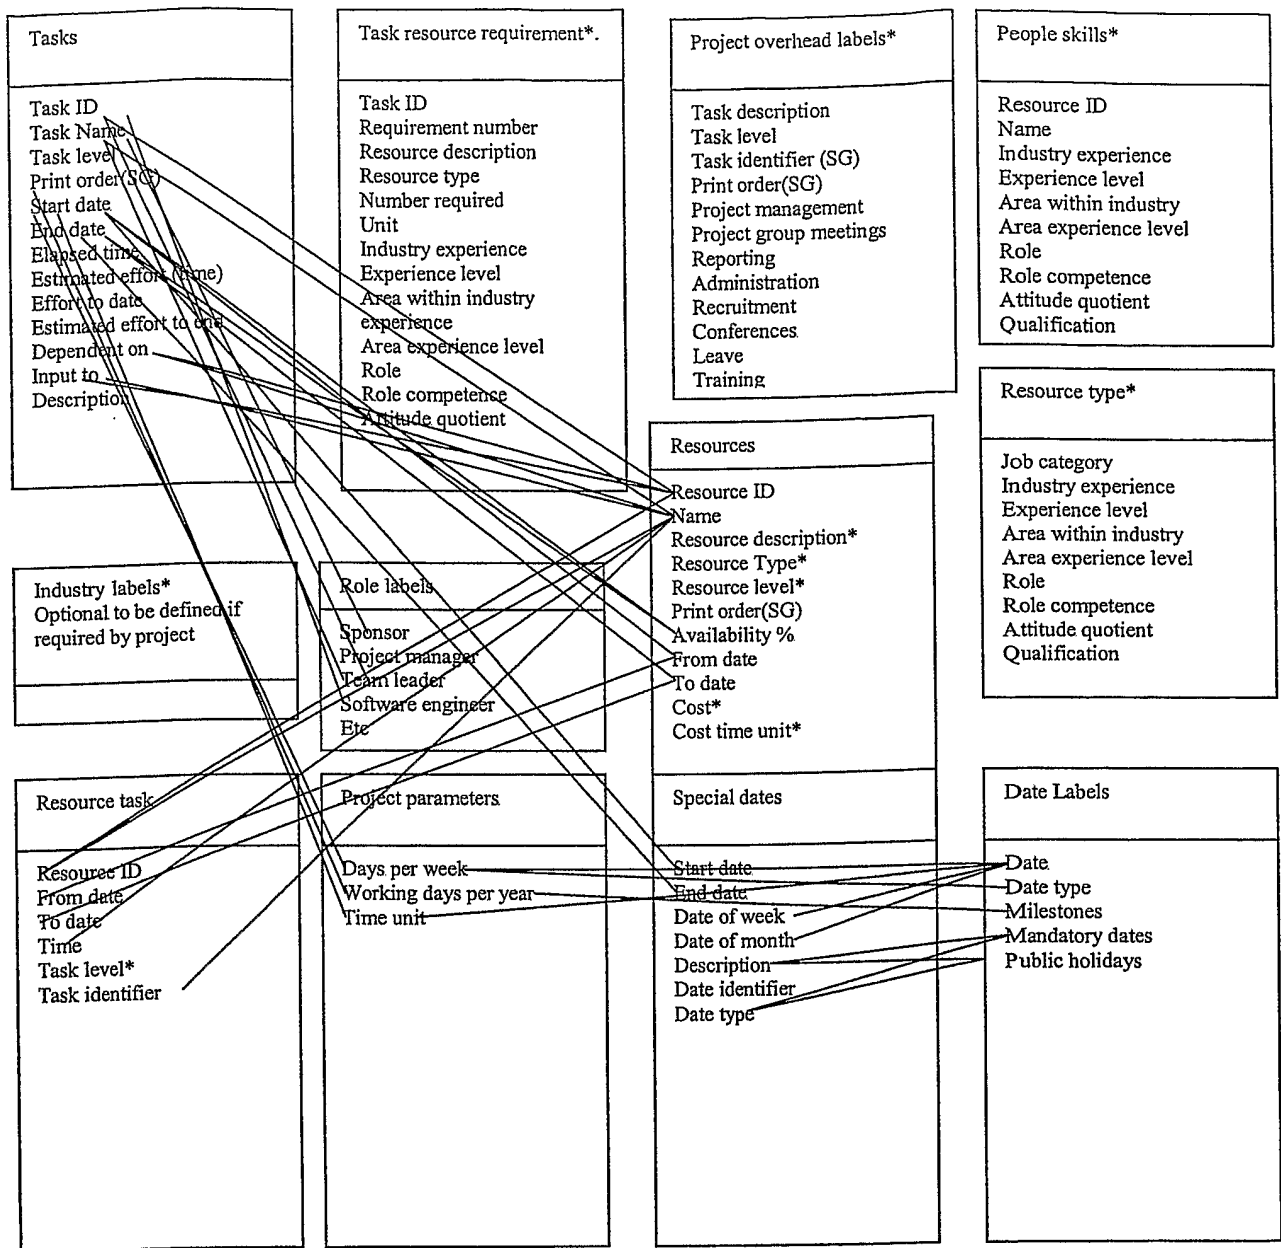 Tasks
Task ID
Task Name
Task level
Print order(SG)
Start date
End date
Elapsed time
Estimated effort (time)
Effort to date
Estimated effort to end
Dependent on
Input to
Description
Task resource requirement*.
Task ID
Requirement number
Resource description
Resource type
Number required
Unit
Industry experience
Experience level
Area within industry
experience
Area experience level
Role
Role competence
Attitude quotient
Project overhead labels*
Task description
Task level
Task identifier (SG)
Print order(SG)
Project management
Project group meetings
Reporting
Administration
Recruitment
Conferences
Leave
Training
People skills*
Resource ID
Name
Industry experience
Experience level
Area within industry
Area experience level
Role
Role competence
Attitude quotient
Qualification
Resource type*
Job category
Industry experience
Experience level
Area within industry
Area experience level
Role
Role competence
Attitude quotient
Qualification
Resources
Resource ID
Name
Resource description*
Resource Type*
Resource level*
Print order(SG)
Availability %
From date
To date
Cost*
Cost time unit*
Industry labels*
Optional to be defined if
required by project
Role labels
Sponsor
Project manager
Team leader
Software engineer
Etc
Resource task
Resource ID
From date
To date
Time
Task level*
Task identifier
Project parameters
Days per week
Working days per year
Time unit
Special dates
Start date
End date
Date of week
Date of month
Description
Date identifier
Date type
Date Labels
Date
Date type
Milestones
Mandatory dates
Public holidays